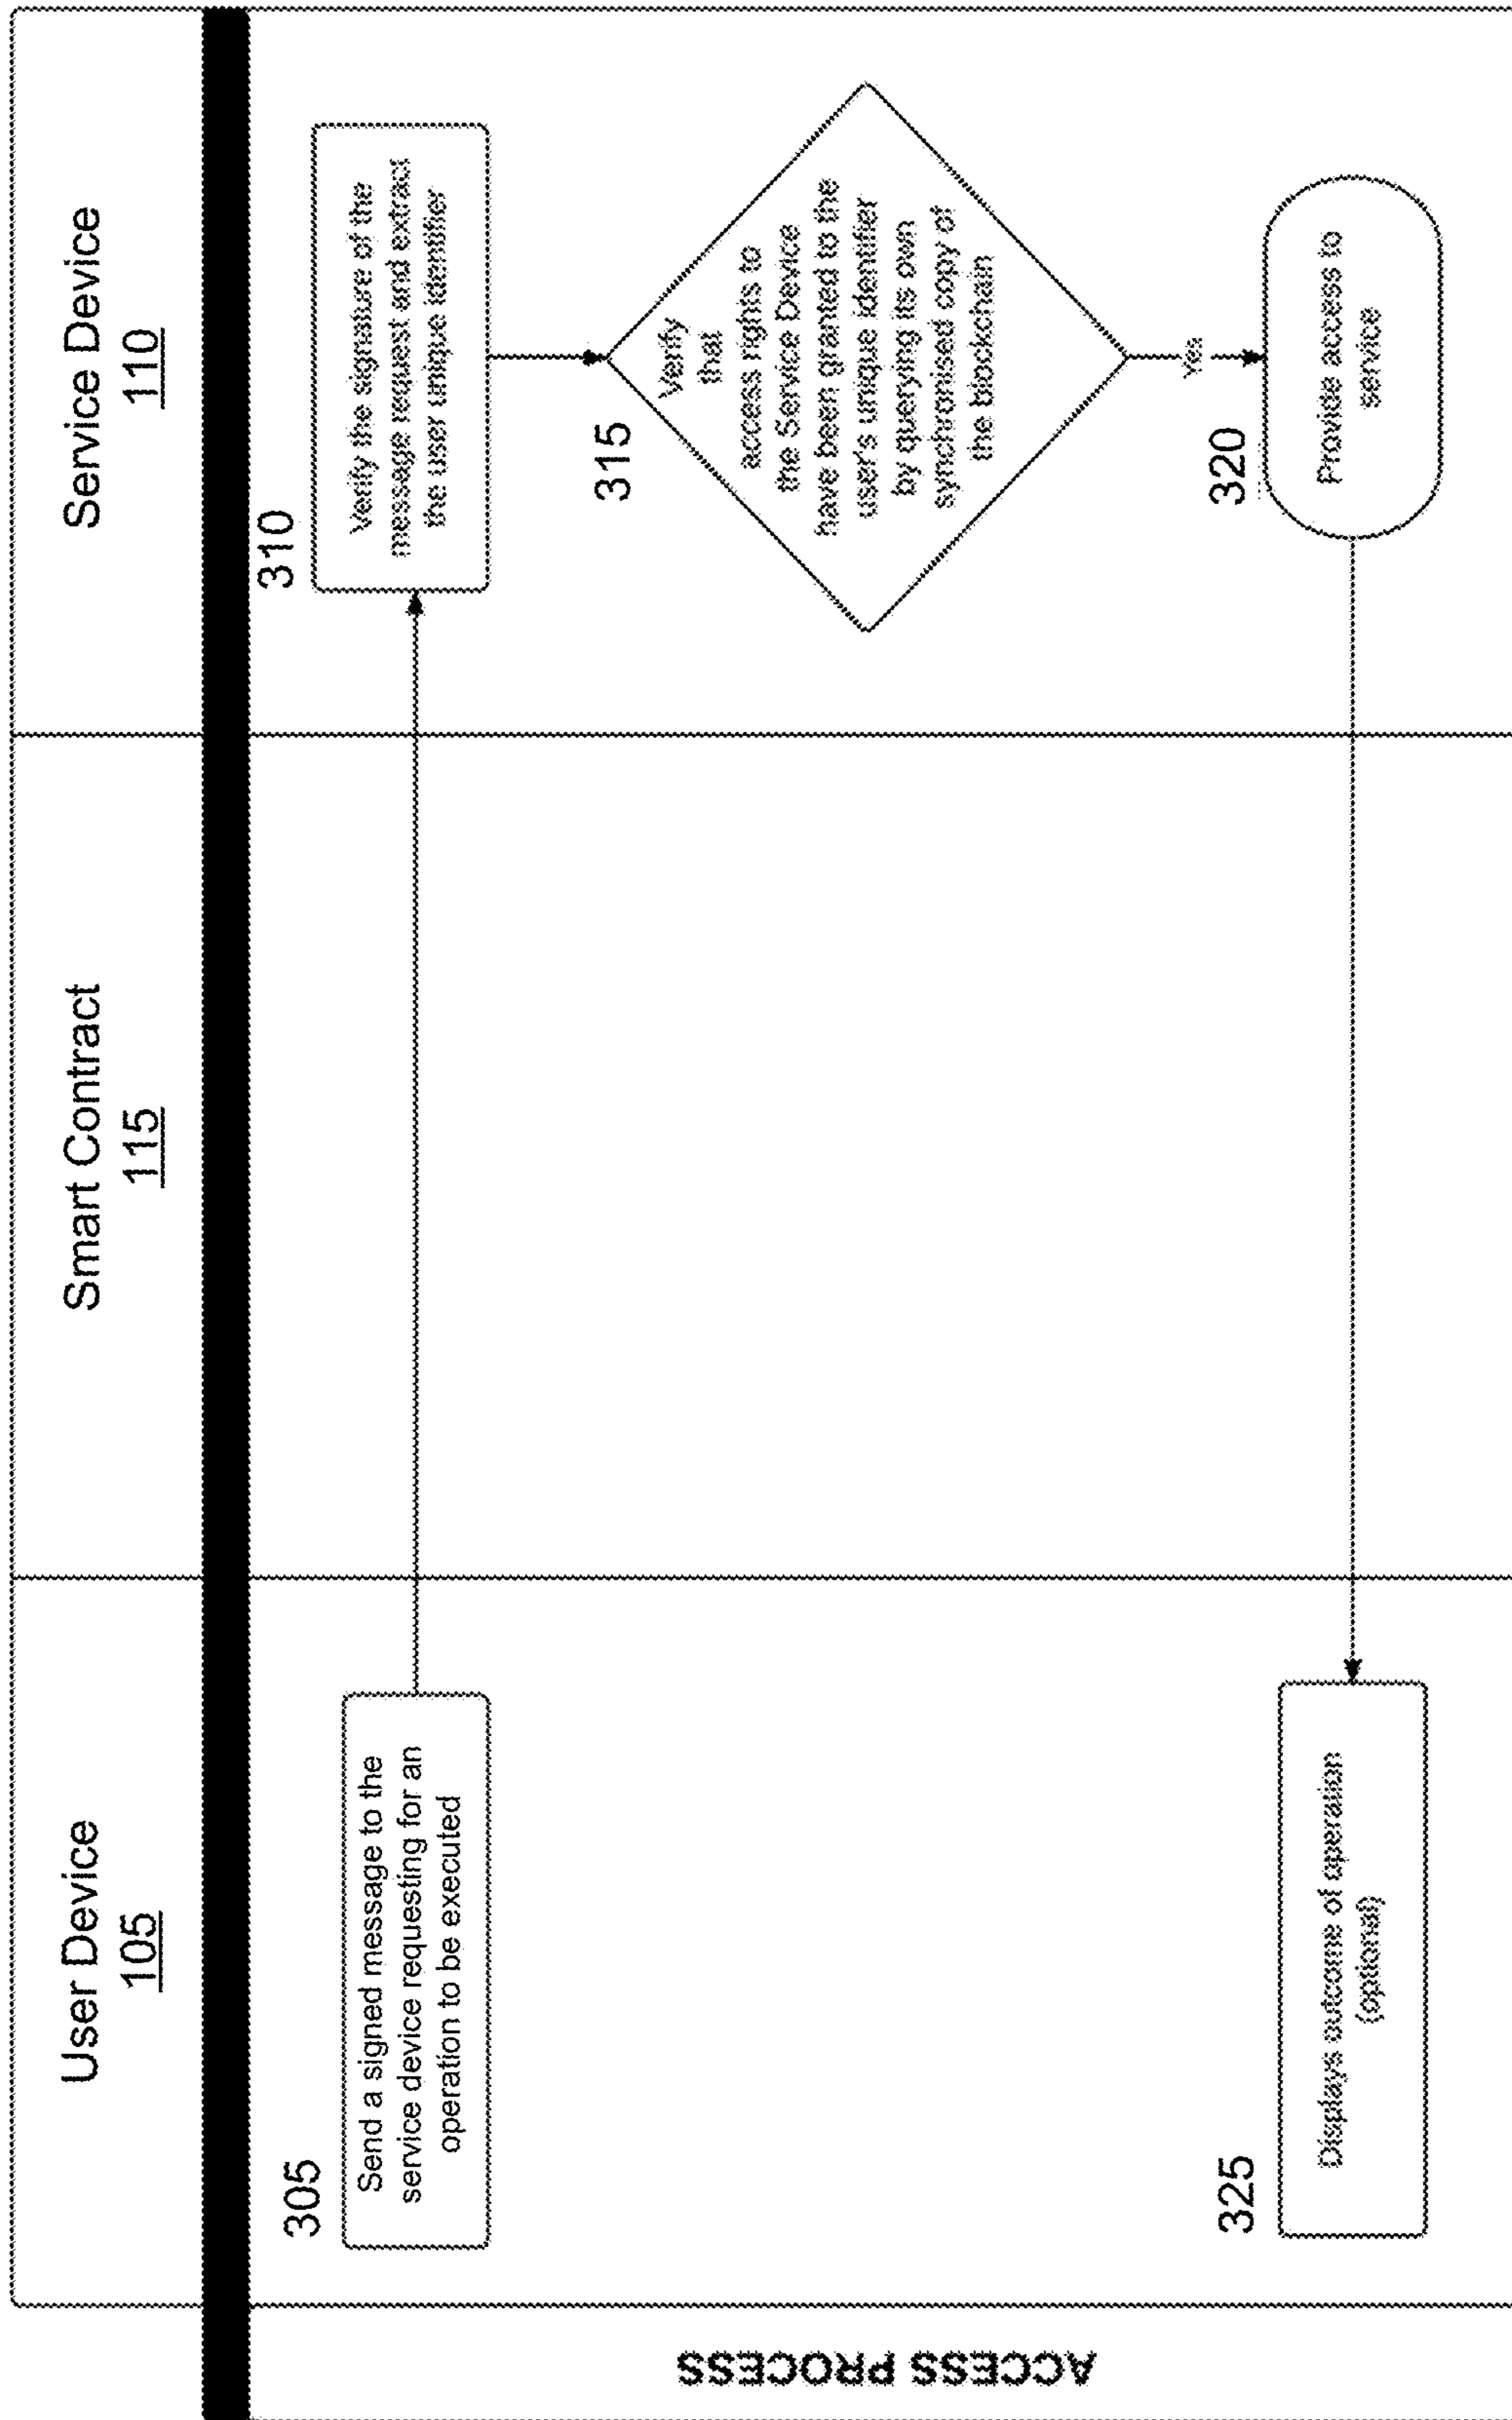 User Device
105
Smart Contract
115
Service Device
110
ACCESS PROCESS
305
Send a signed message to the
service device requesting for an
operation to be executed
310
Verify the signature of the
message request and extract
the user unique identifier
315
Verify
that
access rights to
the Service Device
have been granted to the
user's unique identifier
by querying its own
synchronised copy of
the blockchain
Yes
320
Provide access to
service
325
Displays outcome of operation
(optional)